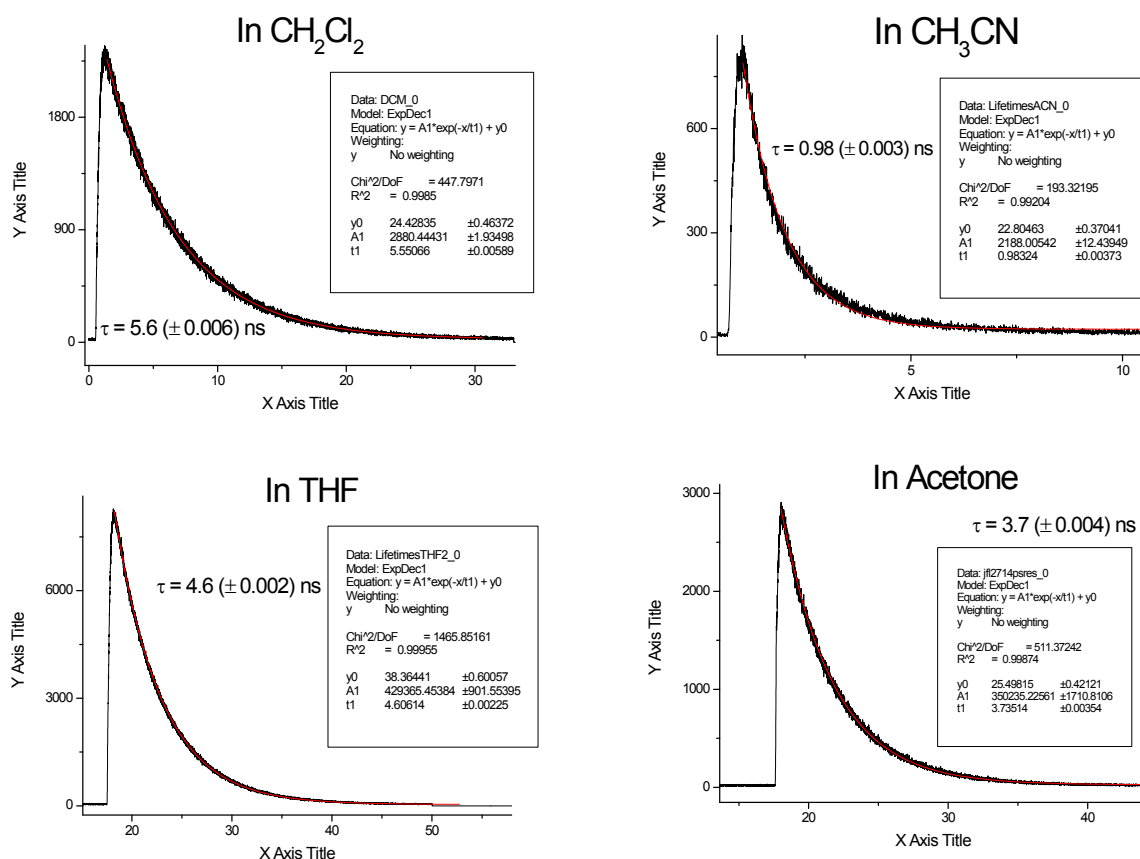 In CH₂Cl₂
Y Axis Title
1800
900
0
Data: DCM_0
Model: ExpDec1
Equation: y = A1*exp(-x/t1) + y0
Weighting:
y No weighting
Chi^2/DoF = 447.7971
R^2 = 0.9985
y0 24.42835 ±0.46372
A1 2880.44431 ±1.93498
t1 5.55066 ±0.00589
τ = 5.6 (± 0.006) ns
0 10 20 30
X Axis Title
In CH₃CN
Y Axis Title
600
300
0
τ = 0.98 (± 0.003) ns
Data: LifetimesACN_0
Model: ExpDec1
Equation: y = A1*exp(-x/t1) + y0
Weighting:
y No weighting
Chi^2/DoF = 193.32195
R^2 = 0.99204
y0 22.80463 ±0.37041
A1 2188.00542 ±12.43949
t1 0.98324 ±0.00373
5 10
X Axis Title
In THF
Y Axis Title
6000
3000
0
τ = 4.6 (± 0.002) ns
Data: LifetimesTHF2_0
Model: ExpDec1
Equation: y = A1*exp(-x/t1) + y0
Weighting:
y No weighting
Chi^2/DoF = 1465.85161
R^2 = 0.99955
y0 38.36441 ±0.60057
A1 429365.45384 ±901.55395
t1 4.60614 ±0.00225
20 30 40 50
X Axis Title
In Acetone
Y Axis Title
3000
2000
1000
0
τ = 3.7 (± 0.004) ns
Data: jfl2714psres_0
Model: ExpDec1
Equation: y = A1*exp(-x/t1) + y0
Weighting:
y No weighting
Chi^2/DoF = 511.37242
R^2 = 0.99874
y0 25.49815 ±0.42121
A1 350235.22561 ±1710.8106
t1 3.73514 ±0.00354
20 30 40
X Axis Title